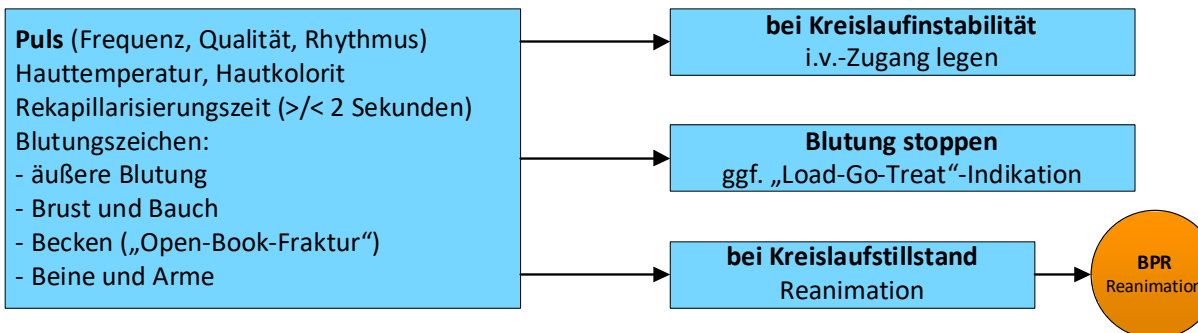 Puls (Frequenz, Qualität, Rhythmus)
Hauttemperatur, Hautkolorit
Rekapillarisierungszeit (>/< 2 Sekunden)
Blutungszeichen:
- äußere Blutung
- Brust und Bauch
- Becken („Open-Book-Fraktur“)
- Beine und Arme
bei Kreislaufinstabilität
i.v.-Zugang legen
Blutung stoppen
ggf. „Load-Go-Treat“-Indikation
bei Kreislaufstillstand
Reanimation
BPR
Reanimation